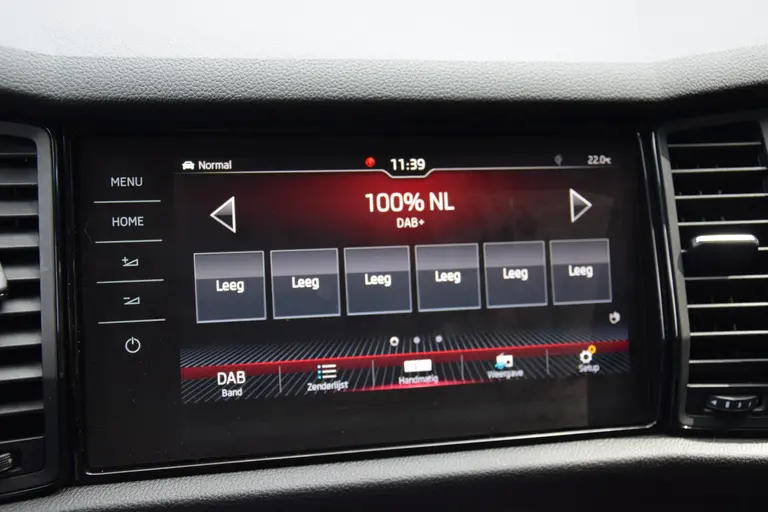 MENU
HOME
Normal
11:39
22.0°C
100% NL
DAB+
Leeg
Leeg
Leeg
Leeg
Leeg
Leeg
DAB
Band
Zenderlijst
Handmatig
Weergave
Setup